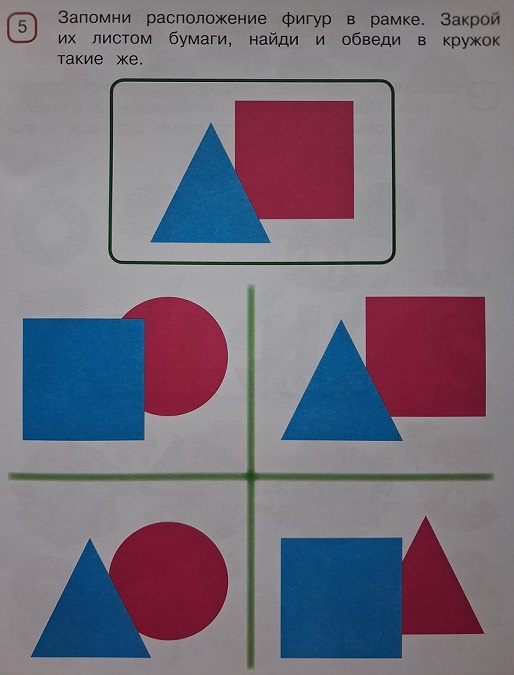 5
Запомни расположение фигур в рамке. Закрой
их листом бумаги, найди и обведи в кружок
такие же.